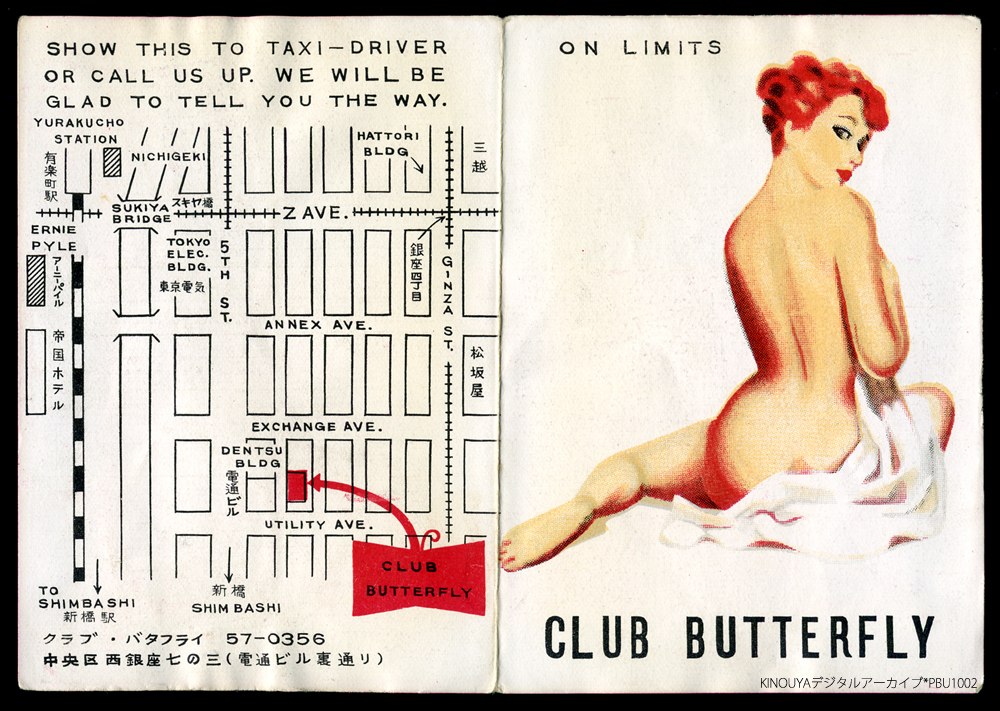 SHOW THIS TO TAXI-DRIVER
OR CALL US UP. WE WILL BE
GLAD TO TELL YOU THE WAY.
YURAKUCHO
STATION
有楽町駅
NICHIGEKI
HATTORI
BLDG
三越
SUKIYA
BRIDGE
スキヤ橋
Z AVE.
ERNIE
PYLE
アーニーパイル
TOKYO
ELEC.
BLDG.
東京電気
5TH ST.
銀座四丁目
GINZA ST.
ANNEX AVE.
帝国ホテル
松坂屋
EXCHANGE AVE.
DENTSU
BLDG
電通ビル
UTILITY AVE.
CLUB
BUTTERFLY
TO
SHIMBASHI
新橋駅
新橋
SHIMBASHI
クラブ・バタフライ 57-0356
中央区西銀座七の三(電通ビル裏通り)
ON LIMITS
CLUB BUTTERFLY
KINOUYAデジタルアーカイブ*PBU1002